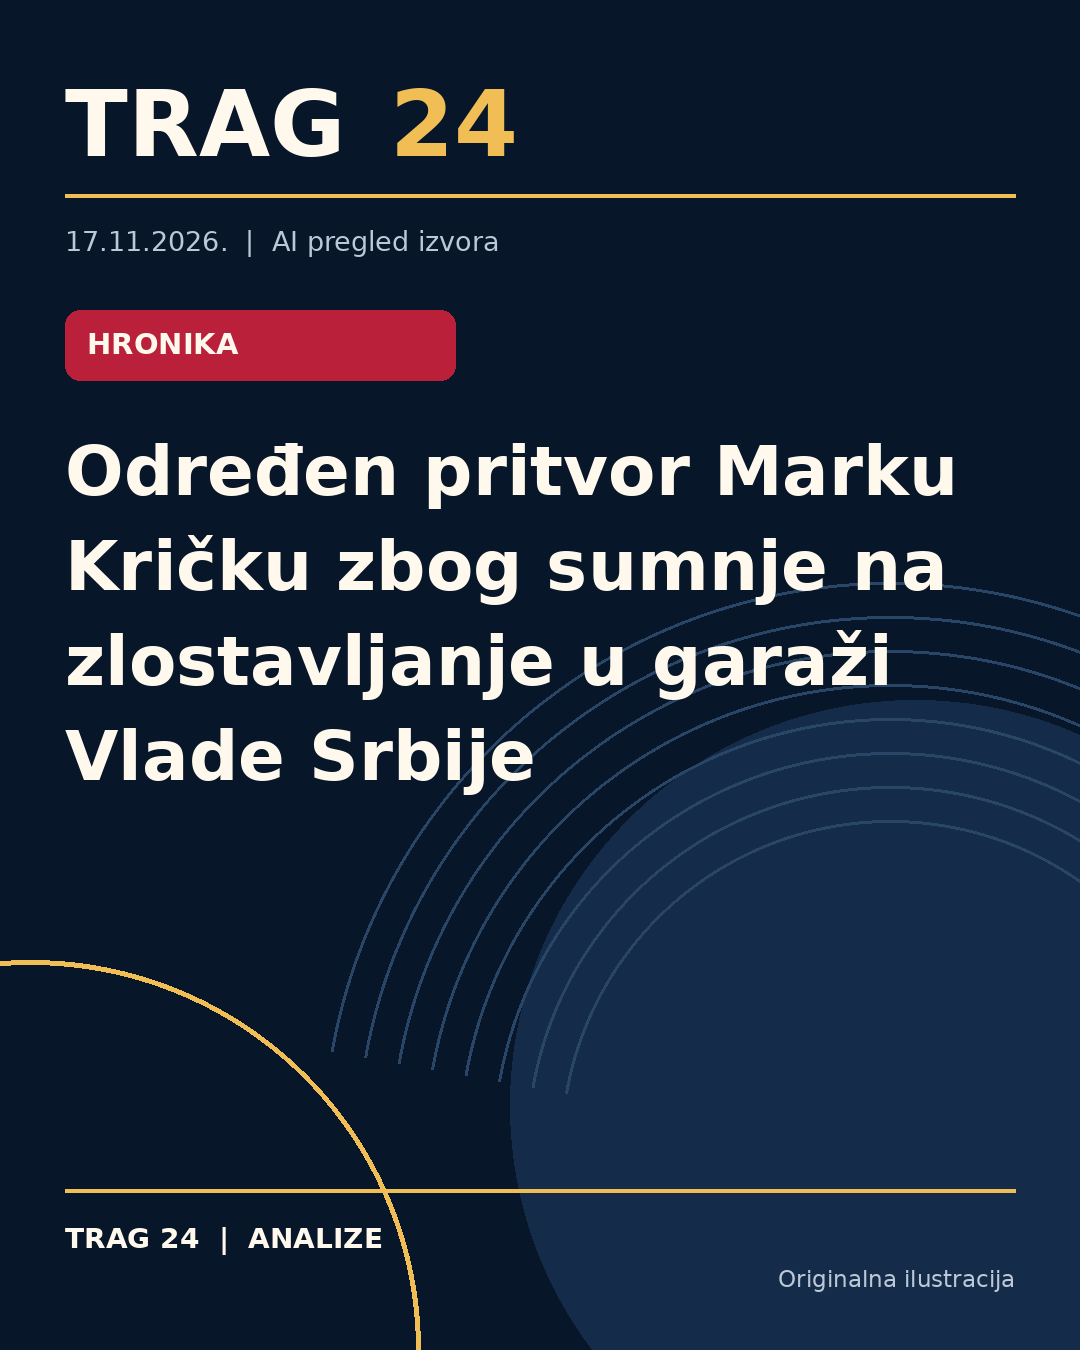 TRAG 24
17.11.2026. | AI pregled izvora
HRONIKA
Određen pritvor Marku
Kričku zbog sumnje na
zlostavljanje u garaži
Vlade Srbije
TRAG 24 | ANALIZE
Originalna ilustracija